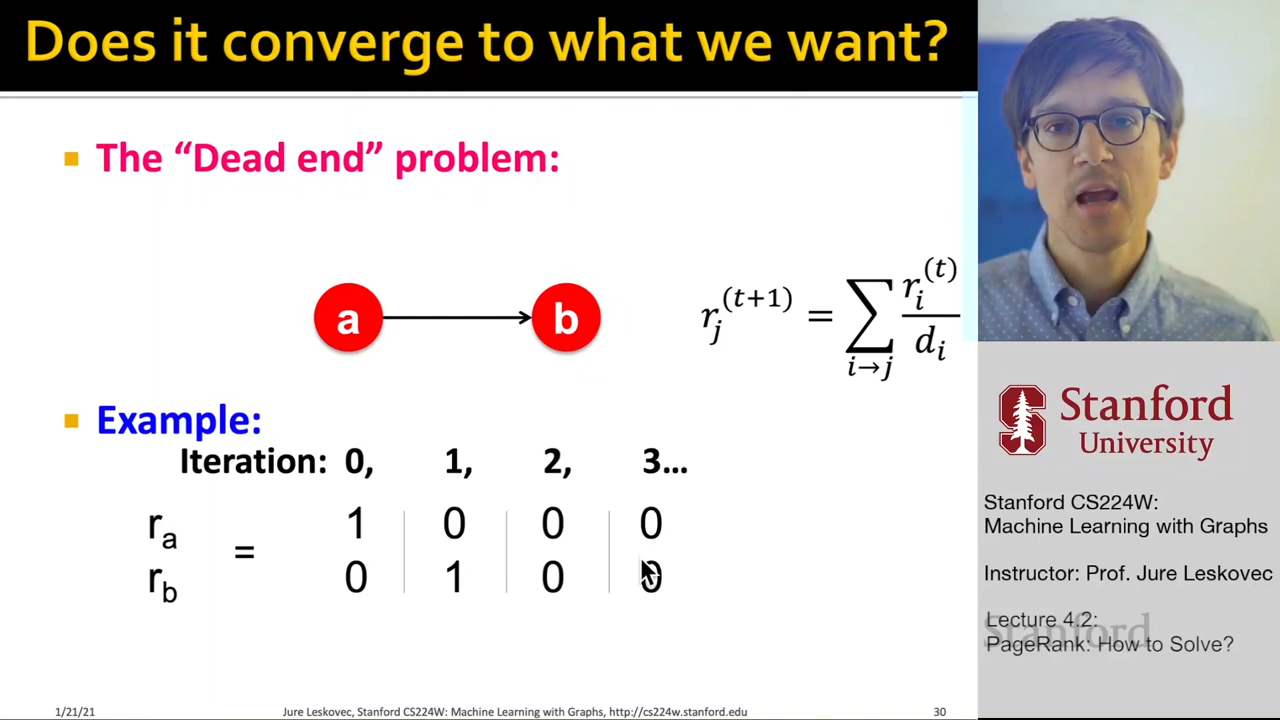 Does it converge to what we want?
The “Dead end” problem:
a b
r_j^{(t+1)} = \sum_{i→j} \frac{r_i^{(t)}}{d_i}
Example:
Iteration: 0, 1, 2, 3…
r_a 1 0 0 0
=
r_b 0 1 0 0
1/21/21
Jure Leskovec, Stanford CS224W: Machine Learning with Graphs, http://cs224w.stanford.edu
30
S
Stanford
University
Stanford CS224W:
Machine Learning with Graphs
Instructor: Prof. Jure Leskovec
Lecture 4.2:
Stanford
PageRank: How to Solve?